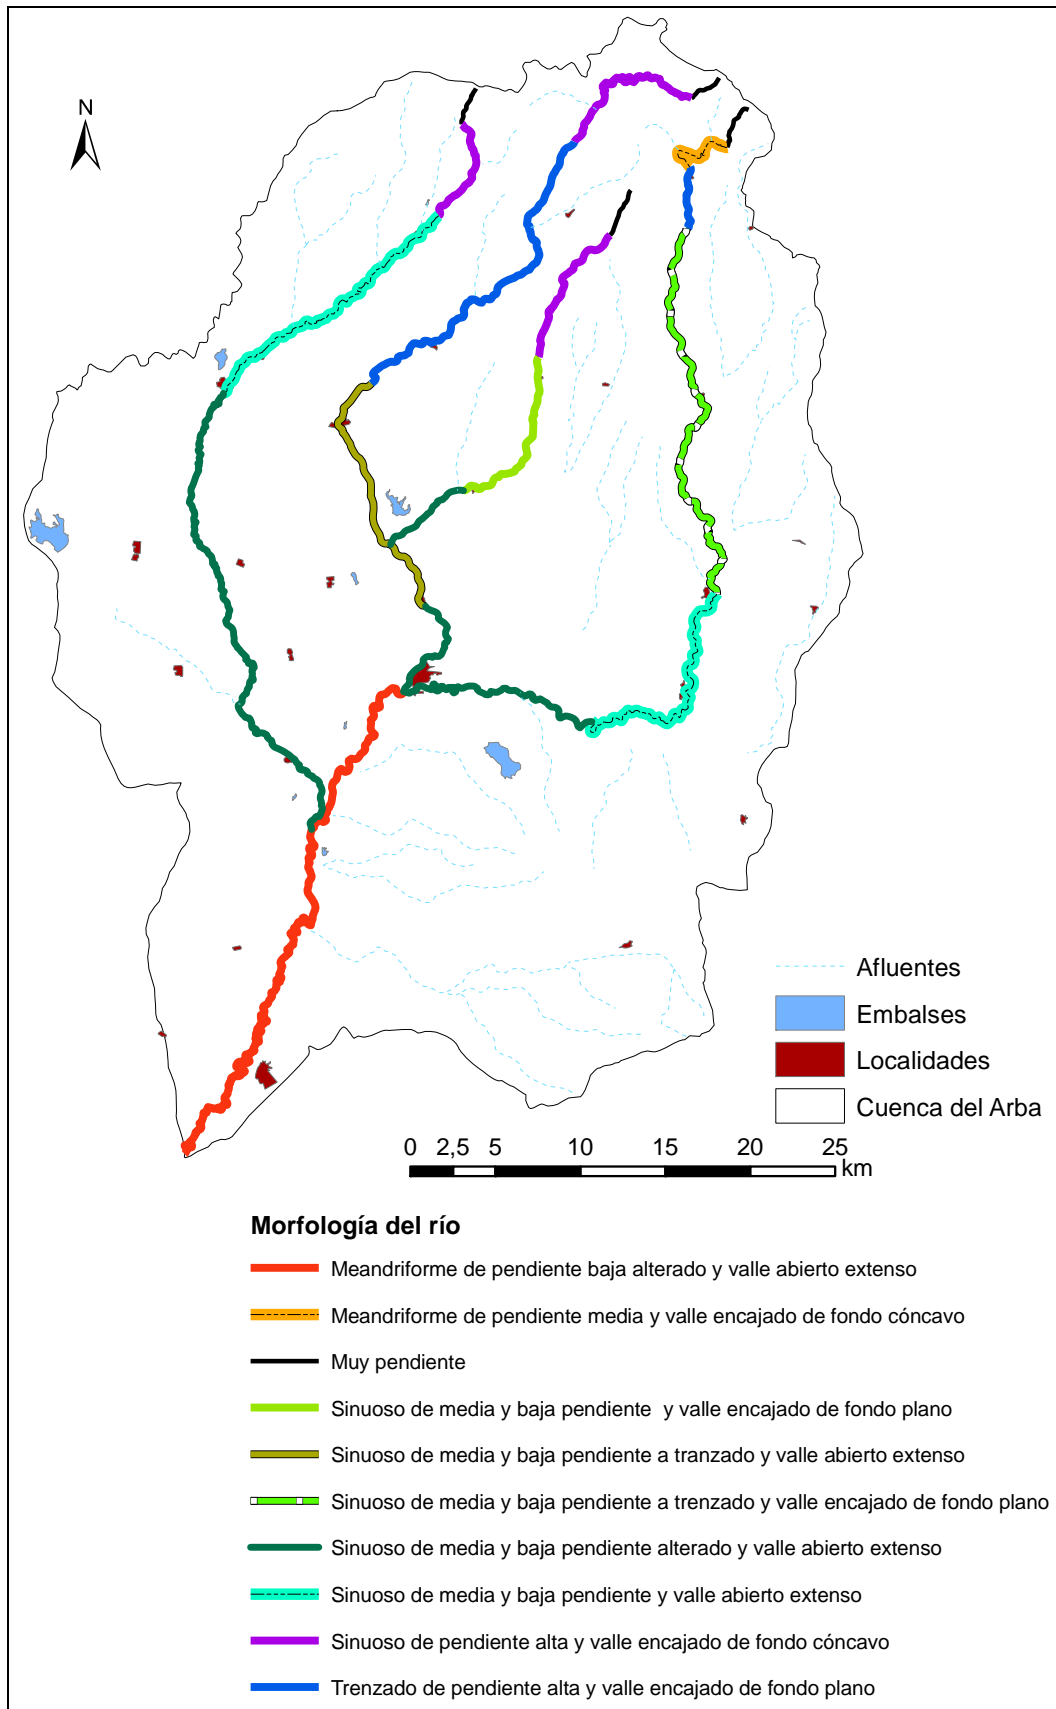 N
Afluentes
Embalses
Localidades
Cuenca del Arba
0 2,5 5 10 15 20 25
km
Morfología del río
Meandriforme de pendiente baja alterado y valle abierto extenso
Meandriforme de pendiente media y valle encajado de fondo cóncavo
Muy pendiente
Sinuoso de media y baja pendiente y valle encajado de fondo plano
Sinuoso de media y baja pendiente a tranzado y valle abierto extenso
Sinuoso de media y baja pendiente a trenzado y valle encajado de fondo plano
Sinuoso de media y baja pendiente alterado y valle abierto extenso
Sinuoso de media y baja pendiente y valle abierto extenso
Sinuoso de pendiente alta y valle encajado de fondo cóncavo
Trenzado de pendiente alta y valle encajado de fondo plano